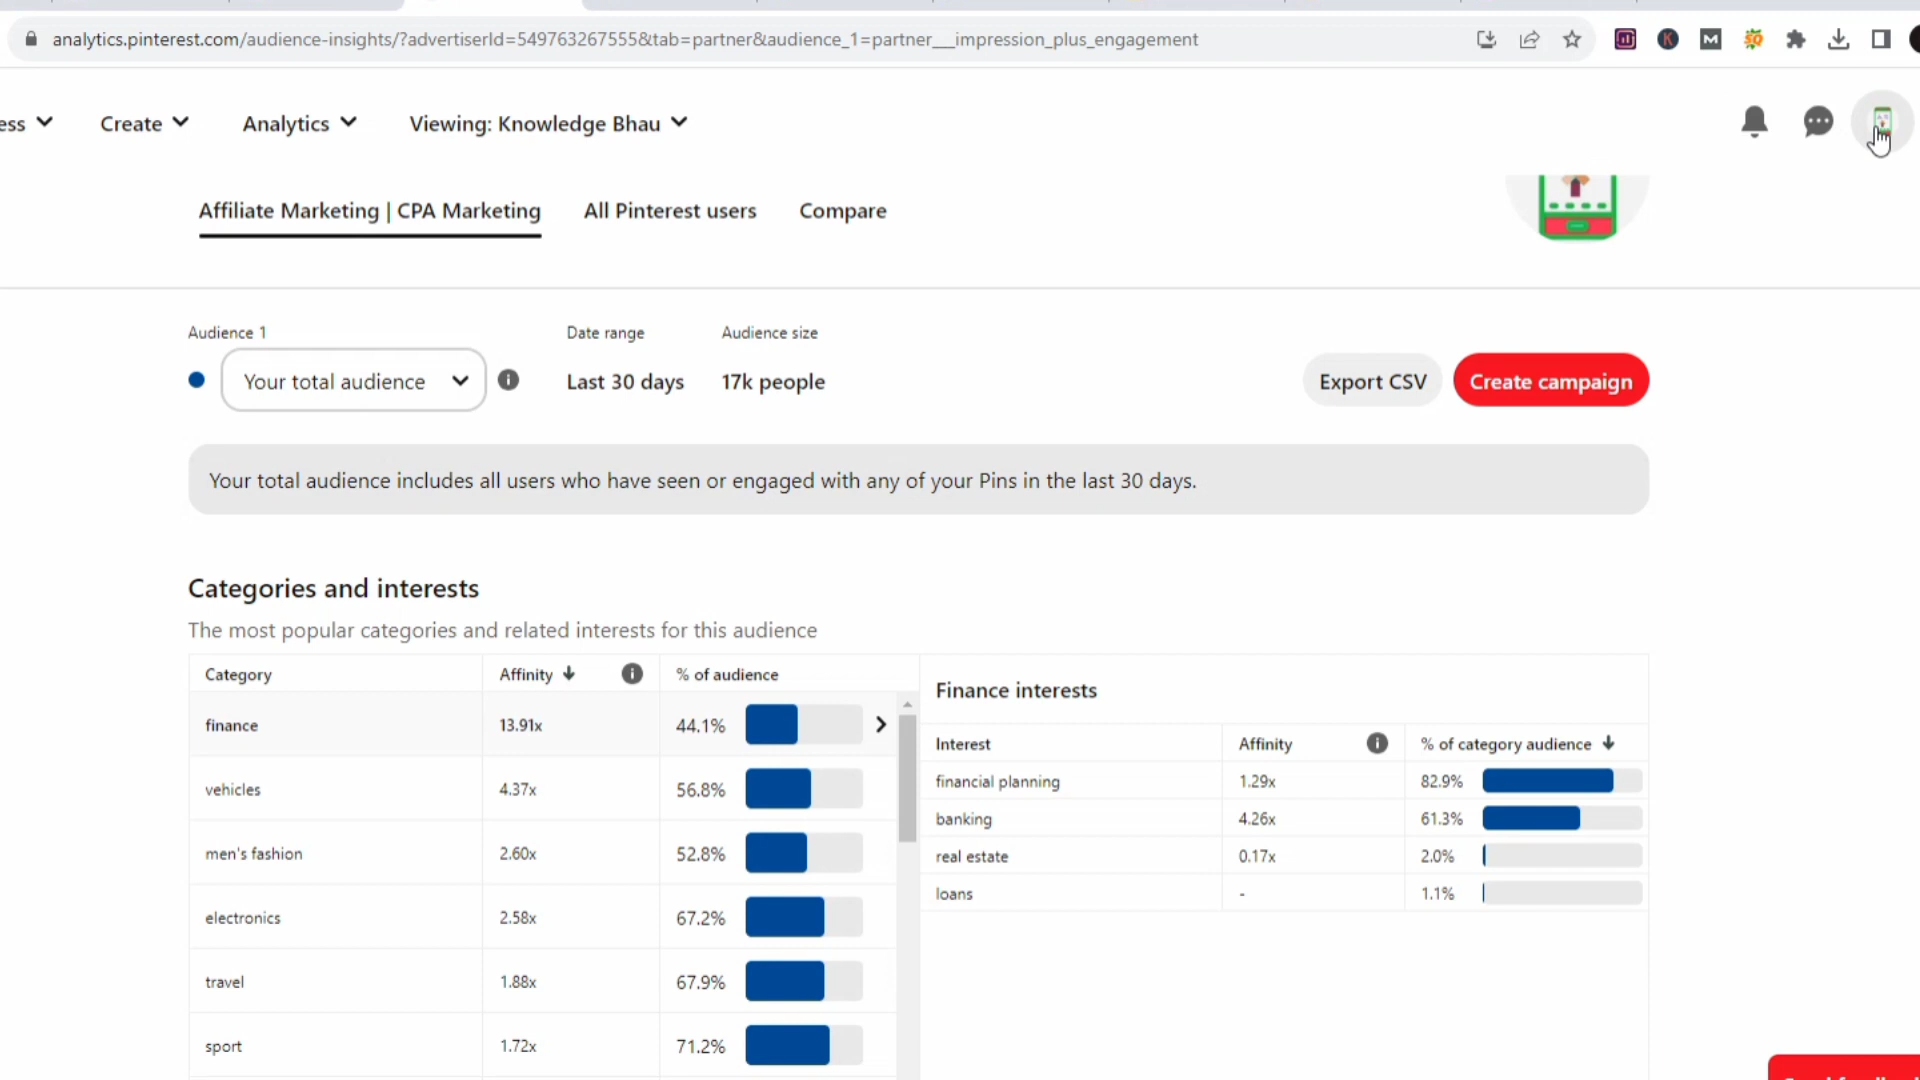 analytics.pinterest.com/audience-insights/?advertiserId=549763267555&tab=partner&audience_1=partner__impression_plus_engagement
ess Create Analytics Viewing: Knowledge Bhau
Affiliate Marketing | CPA Marketing All Pinterest users Compare
Audience 1 Date range Audience size
Your total audience Last 30 days 17k people Export CSV Create campaign
Your total audience includes all users who have seen or engaged with any of your Pins in the last 30 days.
Categories and interests
The most popular categories and related interests for this audience
Category Affinity % of audience
finance 13.91x 44.1%
vehicles 4.37x 56.8%
men's fashion 2.60x 52.8%
electronics 2.58x 67.2%
travel 1.88x 67.9%
sport 1.72x 71.2%
Finance interests
Interest Affinity % of category audience
financial planning 1.29x 82.9%
banking 4.26x 61.3%
real estate 0.17x 2.0%
loans - 1.1%